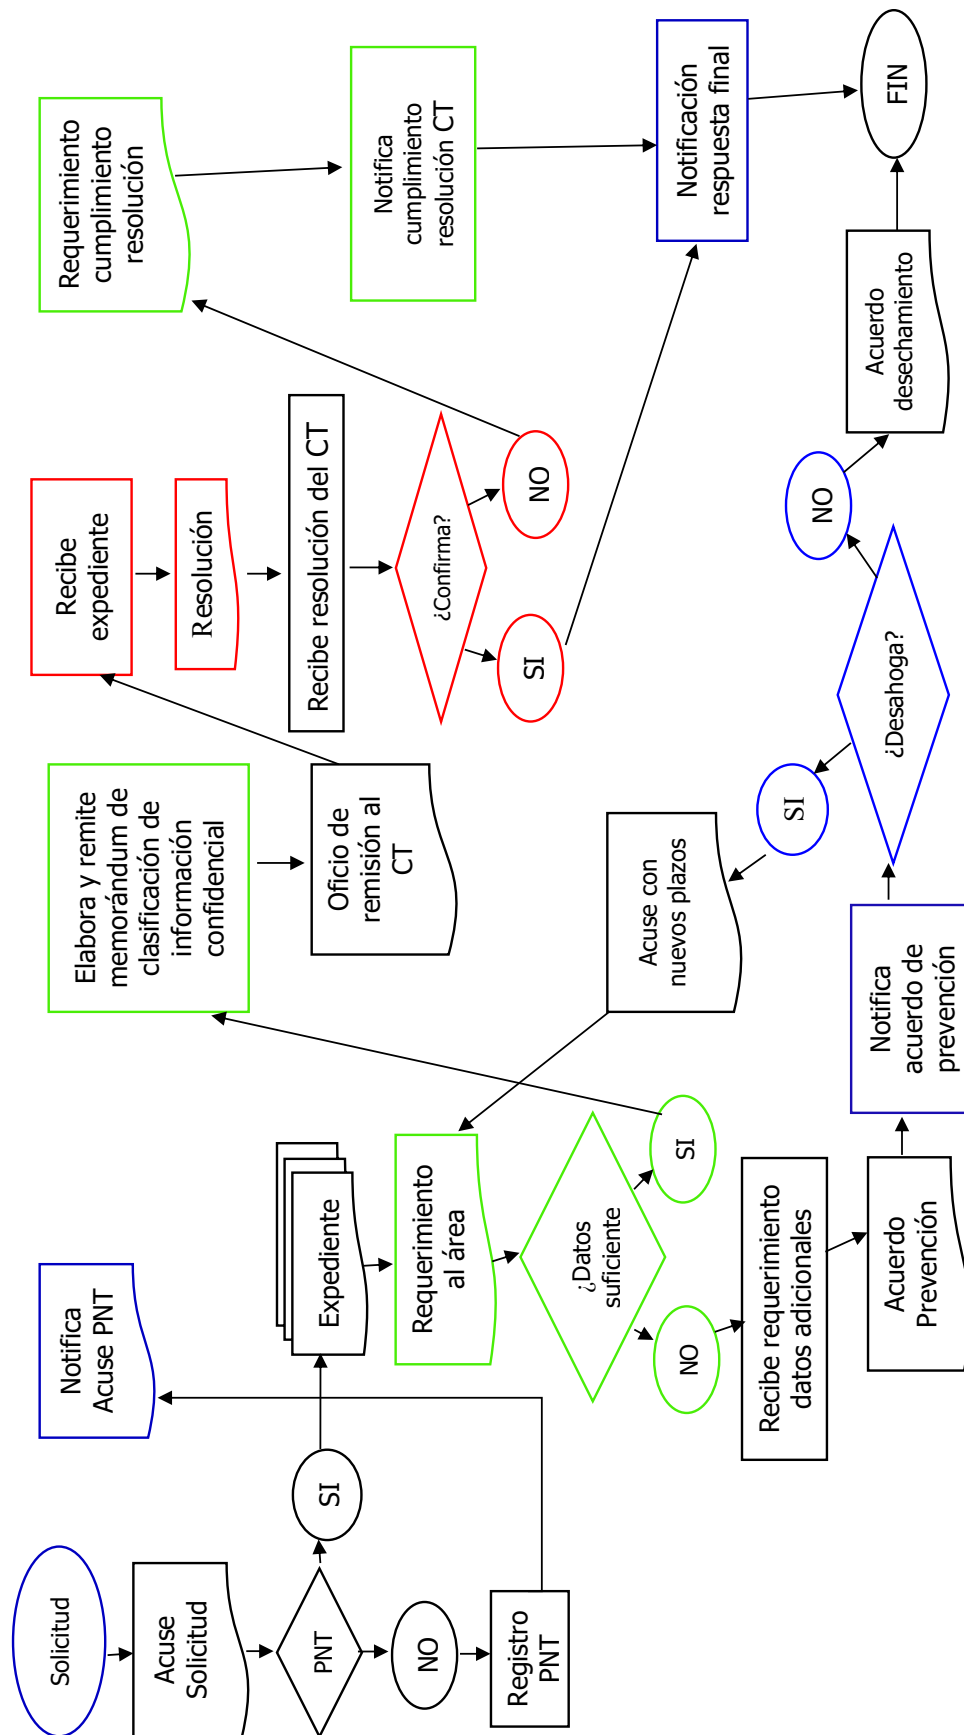 Solicitud
Acuse
Solicitud
PNT
SI
NO
Registro
PNT
Notifica
Acuse PNT
Expediente
Requerimiento
al área
¿Datos
suficiente
SI
NO
Recibe requerimiento
datos adicionales
Acuerdo
Prevención
Notifica
acuerdo de
prevención
¿Desahoga?
SI
NO
Acuse con
nuevos plazos
Acuerdo
desechamiento
FIN
Elabora y remite
memorándum de
clasificación de
información
confidencial
Oficio de
remisión al
CT
Recibe
expediente
Resolución
Recibe resolución del CT
¿Confirma?
SI
NO
Requerimiento
cumplimiento
resolución
Notifica
cumplimiento
resolución CT
Notificación
respuesta final